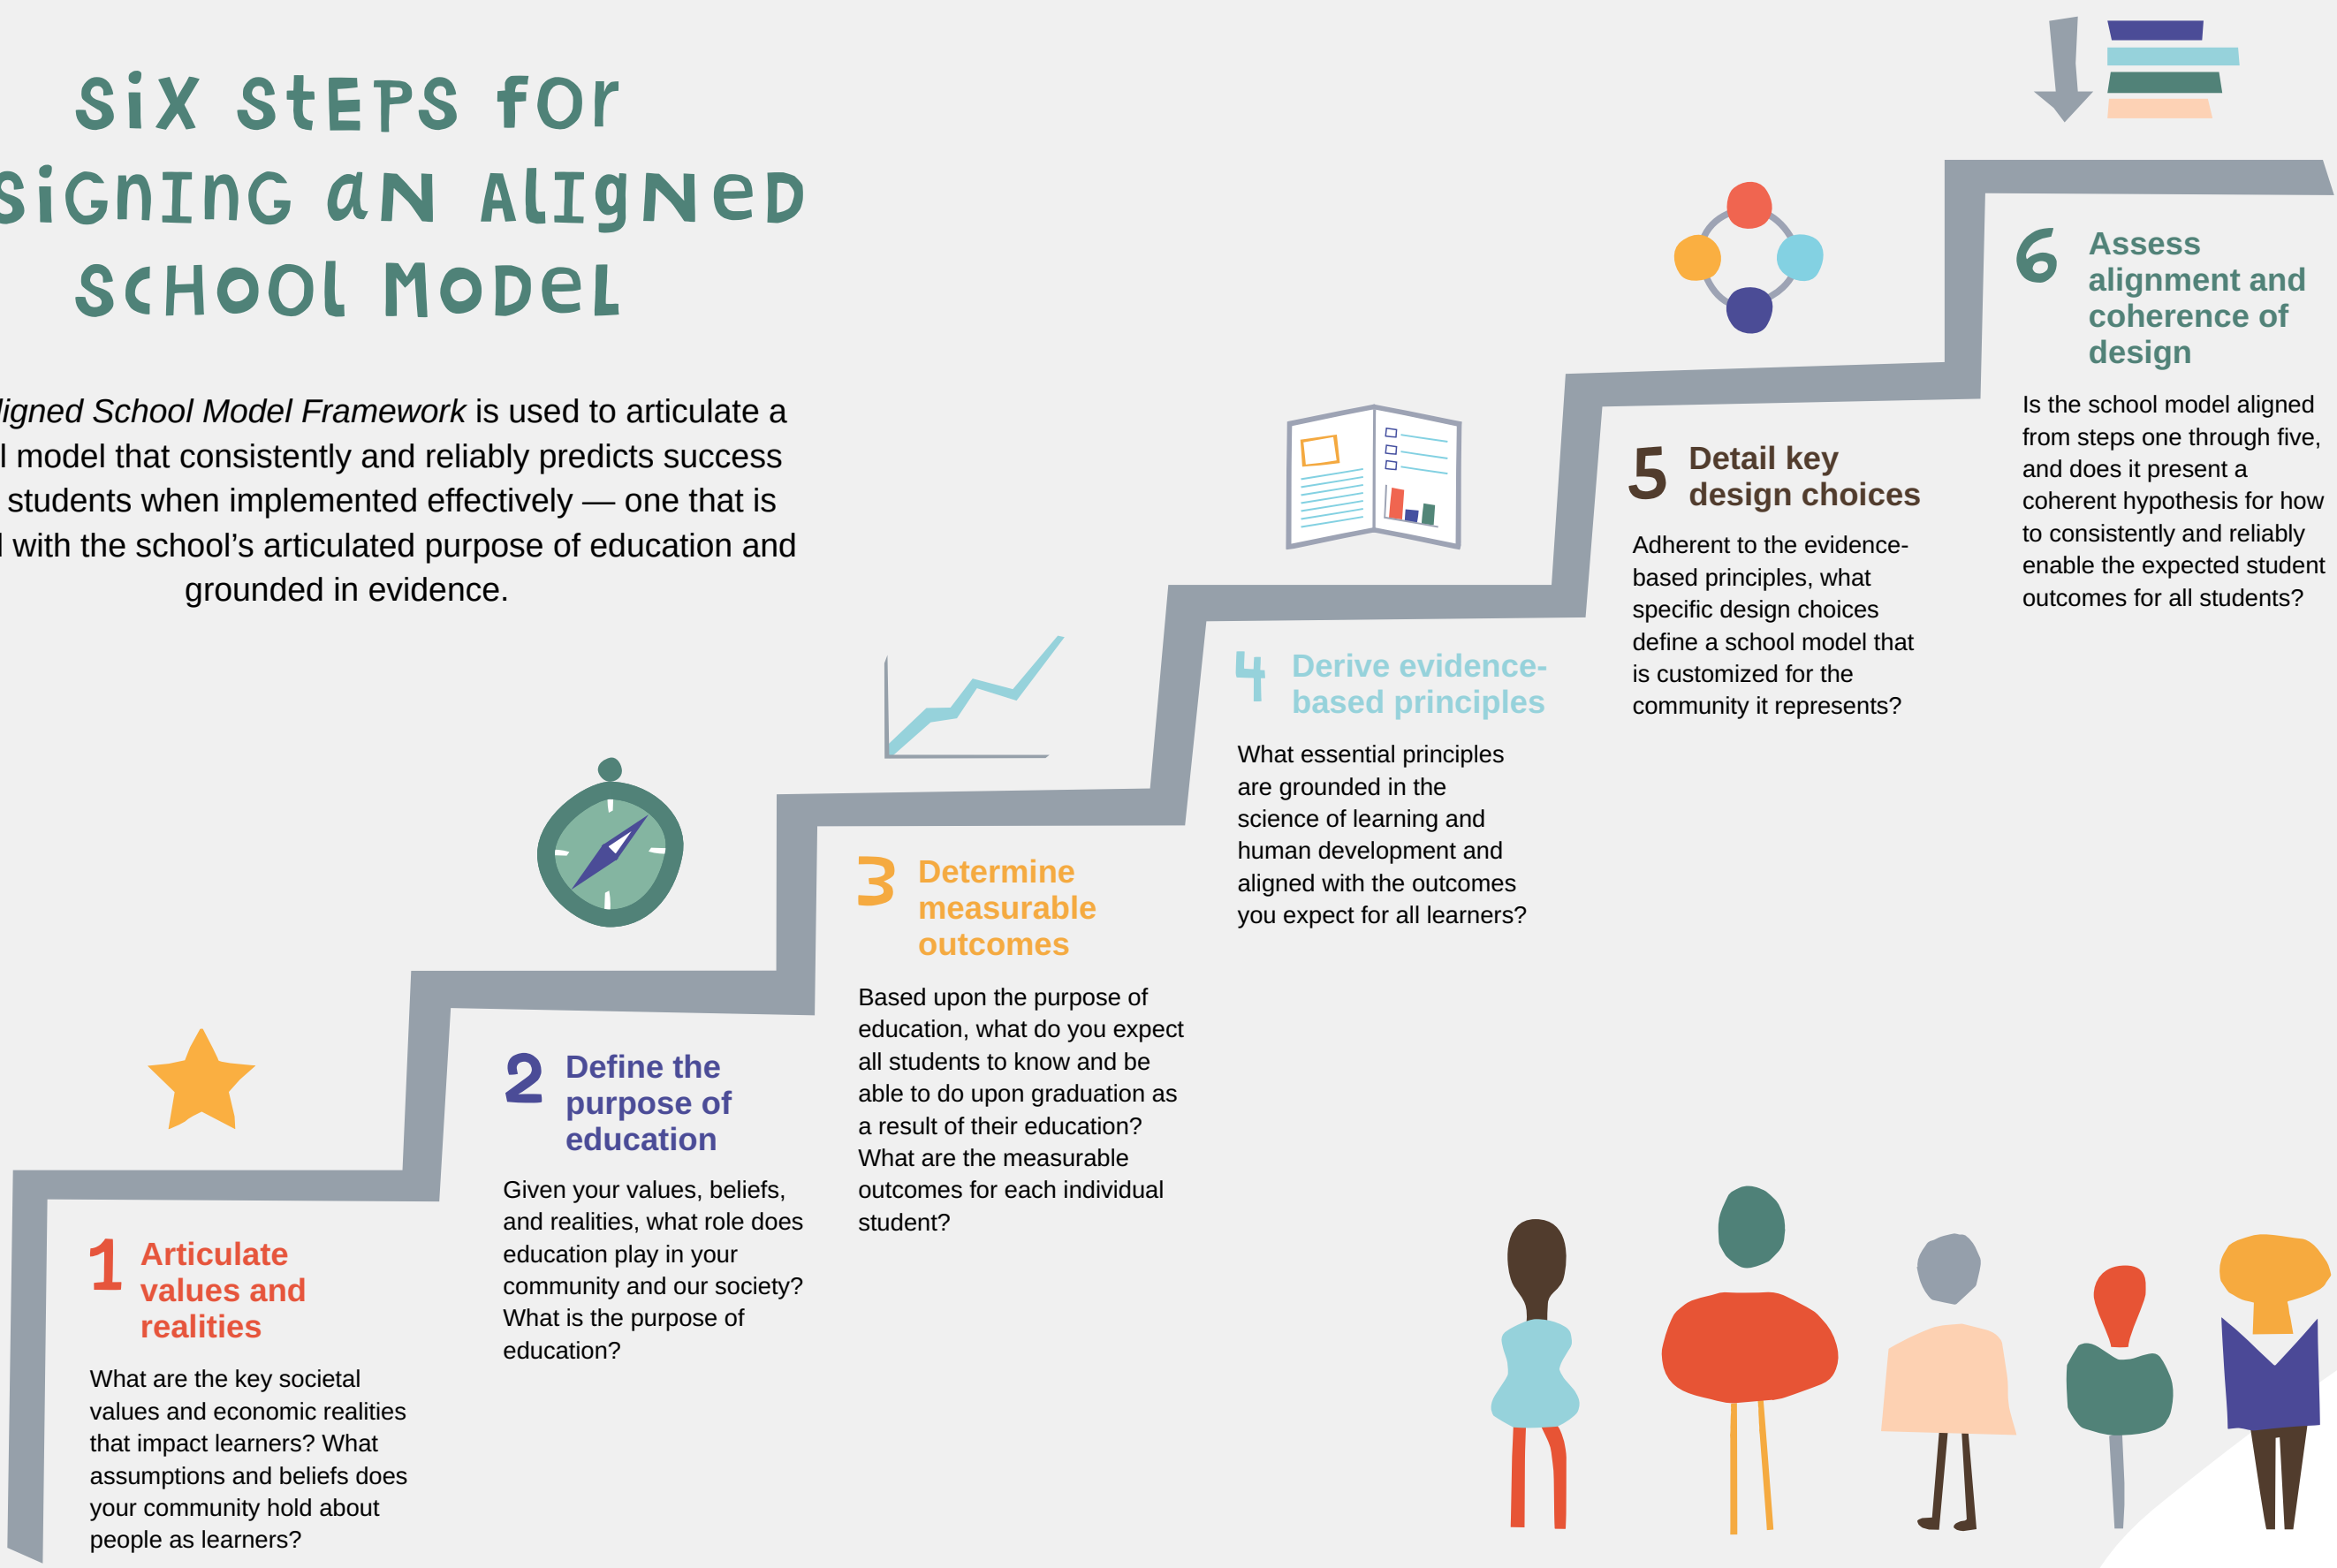 Six Steps for
signing an Aligned
School Model
ligned School Model Framework is used to articulate a
l model that consistently and reliably predicts success
students when implemented effectively — one that is
with the school’s articulated purpose of education and
grounded in evidence.
1 Articulate
values and
realities
What are the key societal
values and economic realities
that impact learners? What
assumptions and beliefs does
your community hold about
people as learners?
2 Define the
purpose of
education
Given your values, beliefs,
and realities, what role does
education play in your
community and our society?
What is the purpose of
education?
3 Determine
measurable
outcomes
Based upon the purpose of
education, what do you expect
all students to know and be
able to do upon graduation as
a result of their education?
What are the measurable
outcomes for each individual
student?
4 Derive evidence-
based principles
What essential principles
are grounded in the
science of learning and
human development and
aligned with the outcomes
you expect for all learners?
5 Detail key
design choices
Adherent to the evidence-
based principles, what
specific design choices
define a school model that
is customized for the
community it represents?
6 Assess
alignment and
coherence of
design
Is the school model aligned
from steps one through five,
and does it present a
coherent hypothesis for how
to consistently and reliably
enable the expected student
outcomes for all students?